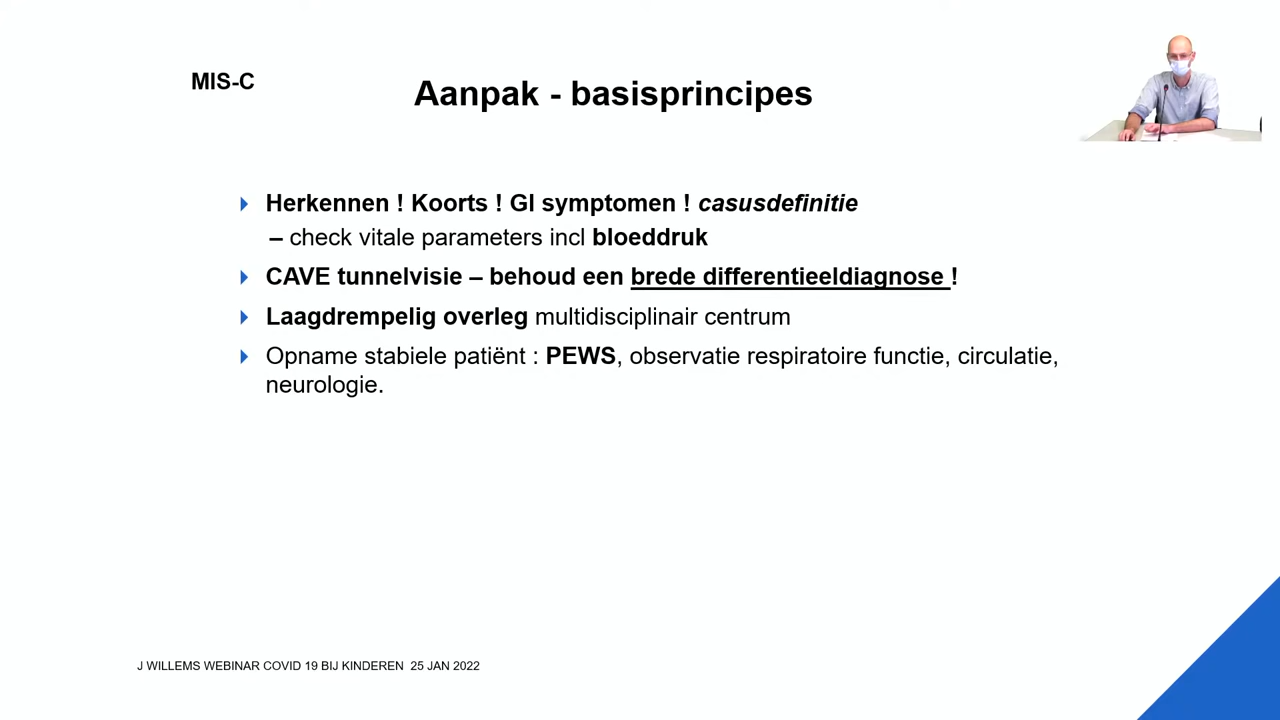 MIS-C
Aanpak - basisprincipes
Herkennen ! Koorts ! GI symptomen ! casusdefinitie
– check vitale parameters incl bloeddruk
CAVE tunnelvisie – behoud een brede differentieeldiagnose !
Laagdrempelig overleg multidisciplinair centrum
Opname stabiele patiënt : PEWS, observatie respiratoire functie, circulatie,
neurologie.
J WILLEMS WEBINAR COVID 19 BIJ KINDEREN 25 JAN 2022